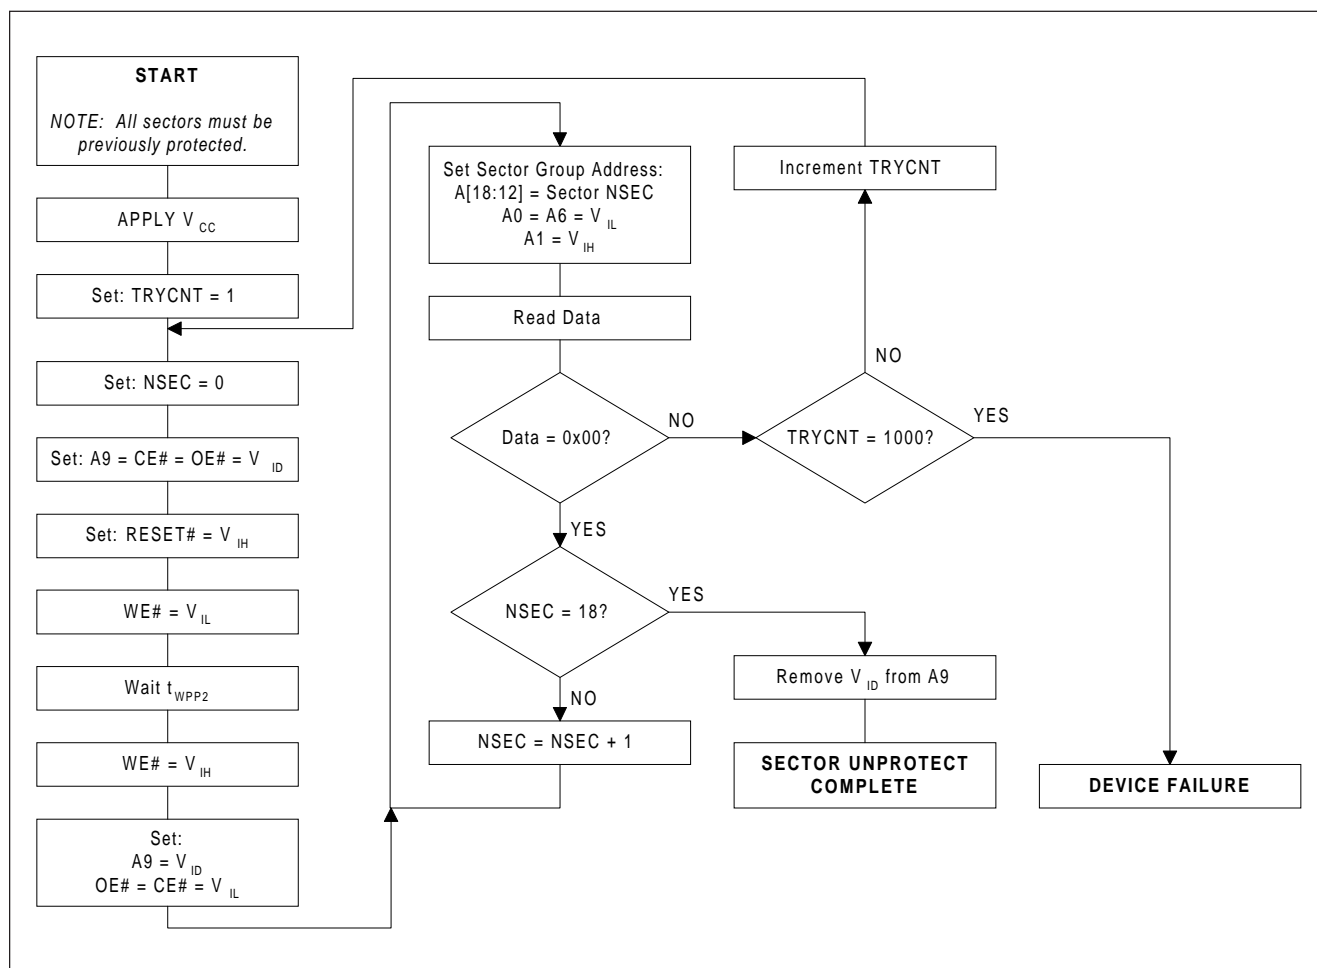 START
NOTE: All sectors must be
previously protected.
APPLY V CC
Set: TRYCNT = 1
Set: NSEC = 0
Set: A9 = CE# = OE# = V ID
Set: RESET# = V IH
WE# = V IL
Wait t WPP2
WE# = V IH
Set:
A9 = V ID
OE# = CE# = V IL
Set Sector Group Address:
A[18:12] = Sector NSEC
A0 = A6 = V IL
A1 = V IH
Read Data
Data = 0x00?
NO
YES
NSEC = 18?
YES
NO
NSEC = NSEC + 1
Increment TRYCNT
NO
TRYCNT = 1000?
YES
Remove V ID from A9
SECTOR UNPROTECT
COMPLETE
DEVICE FAILURE